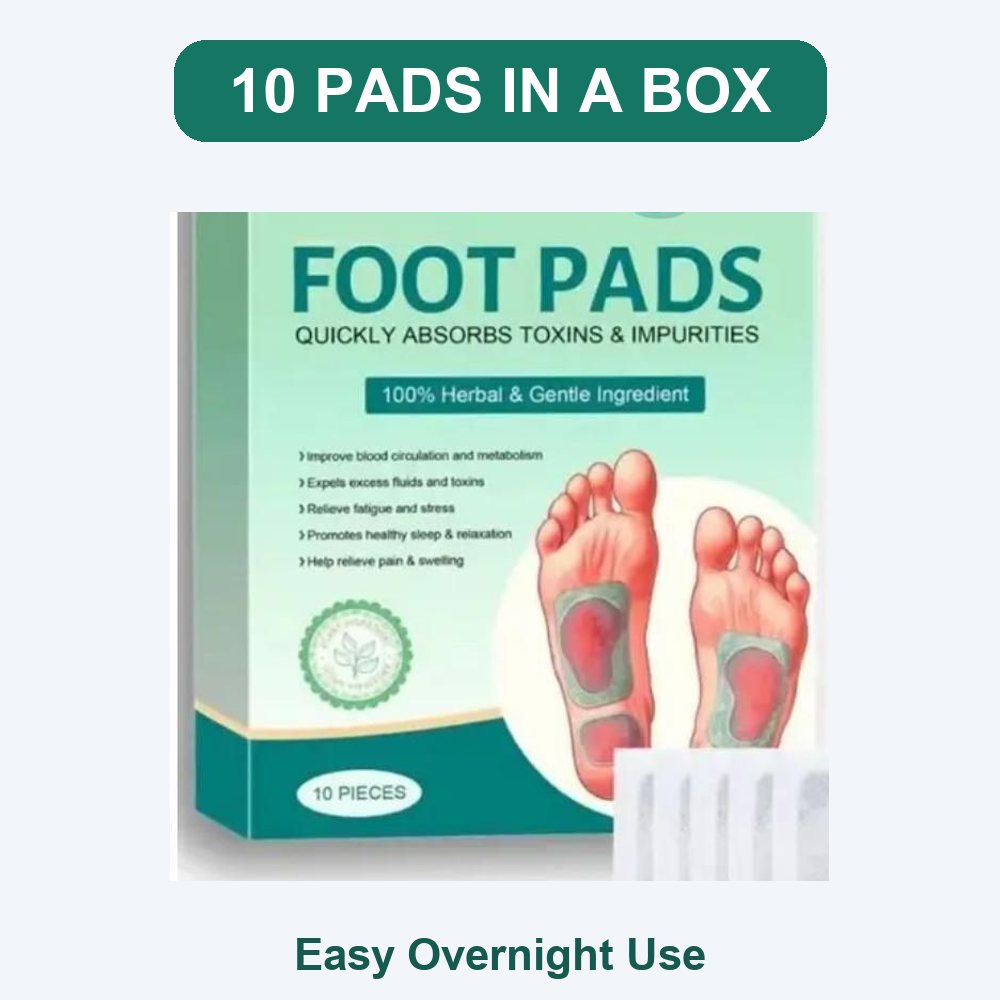 10 PADS IN A BOX
FOOT PADS
QUICKLY ABSORBS TOXINS & IMPURITIES
100% Herbal & Gentle Ingredient
Improve blood circulation and metabolism
Expels excess fluids and toxins
Relieve fatigue and stress
Promotes healthy sleep & relaxation
Help relieve pain & swelling
10 PIECES
Easy Overnight Use